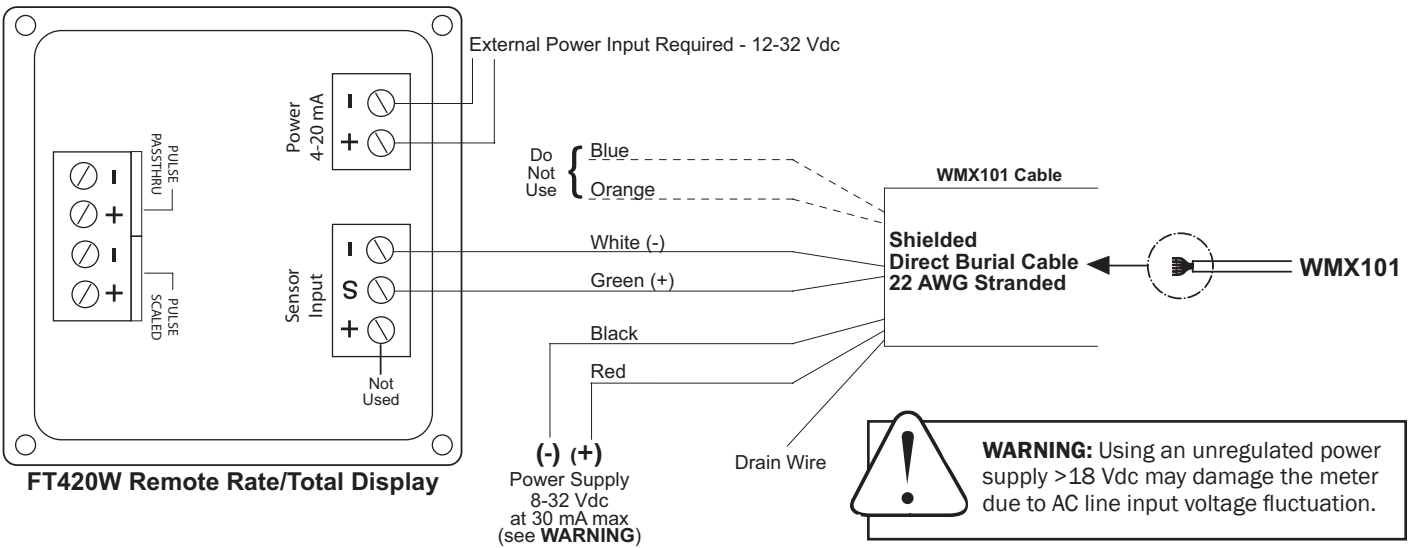 External Power Input Required - 12-32 Vdc
Power
4-20 mA
-
+
PULSE
PASSTHRU
-
+
-
+
PULSE
SCALED
Sensor
Input
-
S
+
Not
Used
FT420W Remote Rate/Total Display
Do
Not
Use
{
Blue
Orange
White (-)
Green (+)
Black
Red
(-) (+)
Power Supply
8-32 Vdc
at 30 mA max
(see WARNING)
Drain Wire
WMX101 Cable
Shielded
Direct Burial Cable
22 AWG Stranded
WMX101
!
WARNING: Using an unregulated power
supply >18 Vdc may damage the meter
due to AC line input voltage fluctuation.